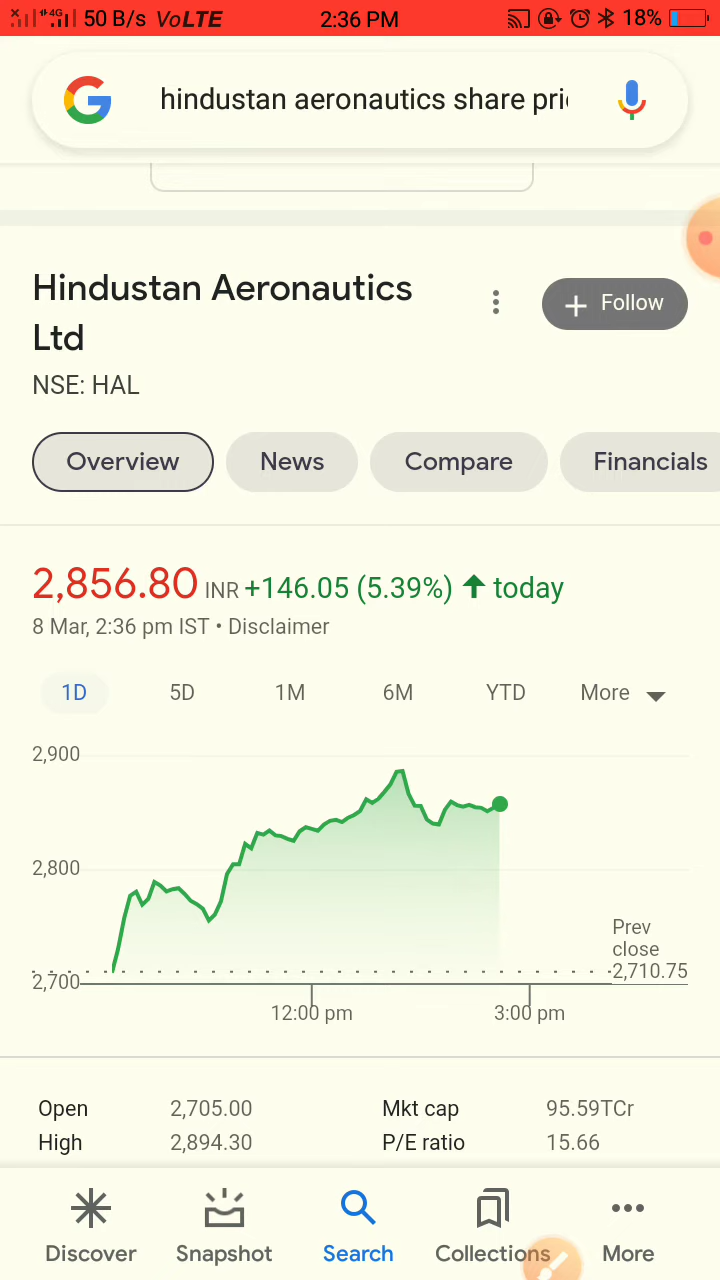 4G 50 B/s VoLTE 2:36 PM 18%
hindustan aeronautics share pri
Hindustan Aeronautics
Ltd
+ Follow
NSE: HAL
Overview News Compare Financials
2,856.80 INR +146.05 (5.39%) ↑ today
8 Mar, 2:36 pm IST • Disclaimer
1D 5D 1M 6M YTD More
2,900
2,800
2,700
Prev
close
2,710.75
12:00 pm 3:00 pm
Open 2,705.00 Mkt cap 95.59TCr
High 2,894.30 P/E ratio 15.66
Discover Snapshot Search Collections More